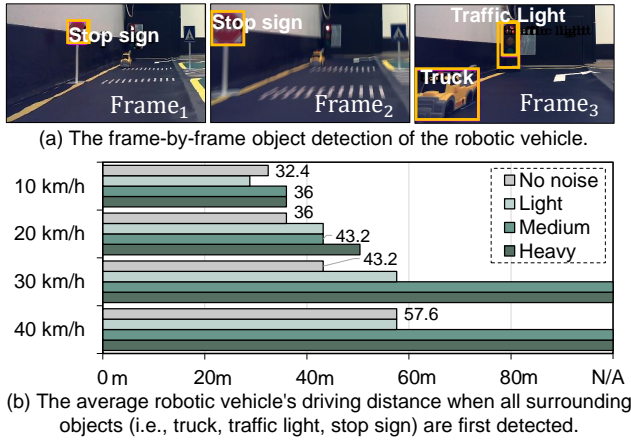 Stop sign
Frame1
Stop sign
Frame2
Traffic Light
Truck
Frame3
(a) The frame-by-frame object detection of the robotic vehicle.
10 km/h
20 km/h
30 km/h
40 km/h
32.4
36
36
43.2
43.2
57.6
No noise
Light
Medium
Heavy
0 m
20m
40m
60m
80m
N/A
(b) The average robotic vehicle's driving distance when all surrounding
objects (i.e., truck, traffic light, stop sign) are first detected.